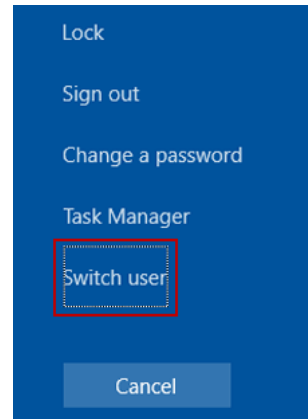 Lock
Sign out
Change a password
Task Manager
Switch user
Cancel